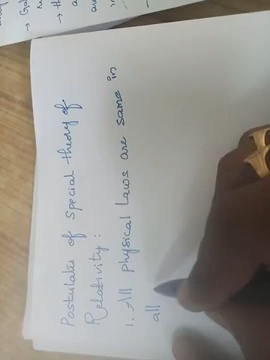 Postulates of special theory of
Relativity:
1. All physical Laws are same in
all